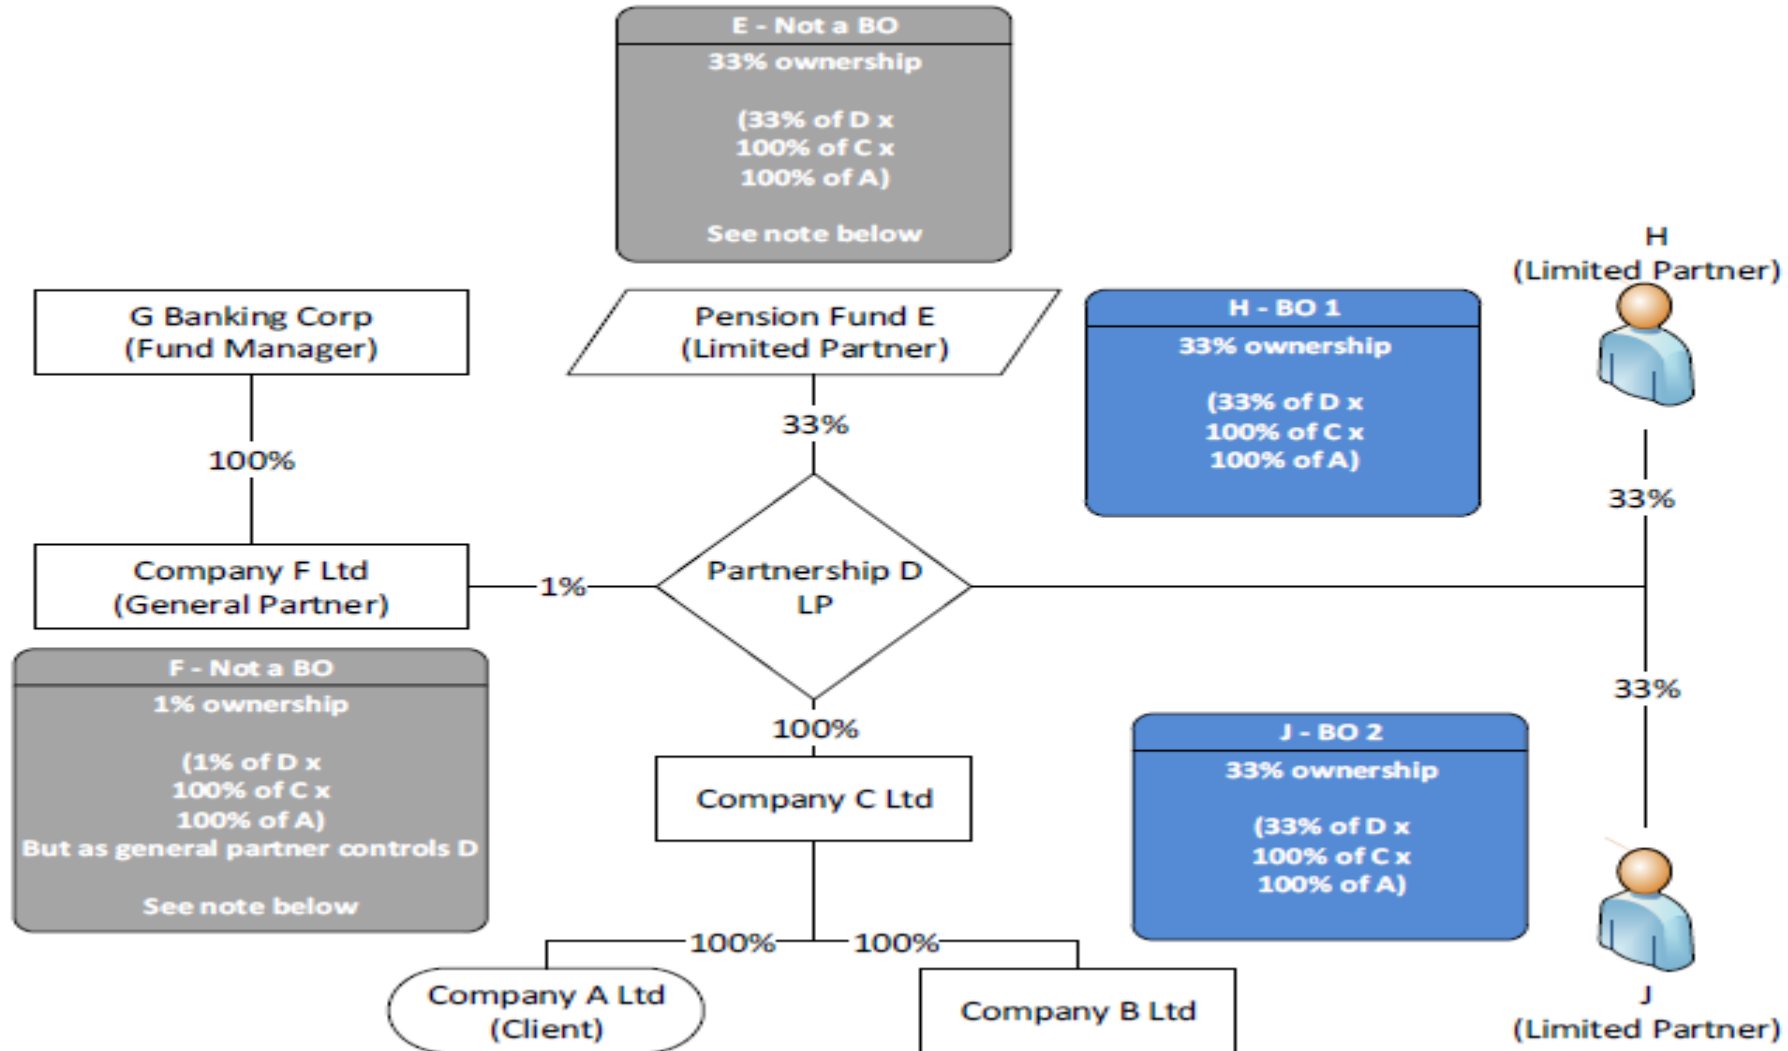 E - Not a BO
33% ownership
(33% of D x
100% of C x
100% of A)
See note below
H
(Limited Partner)
G Banking Corp
(Fund Manager)
Pension Fund E
(Limited Partner)
H - BO 1
33% ownership
(33% of D x
100% of C x
100% of A)
33%
100%
33%
Company F Ltd
(General Partner)
1%
Partnership D
LP
F - Not a BO
1% ownership
(1% of D x
100% of C x
100% of A)
But as general partner controls D
See note below
33%
100%
J - BO 2
33% ownership
(33% of D x
100% of C x
100% of A)
Company C Ltd
100%
100%
Company A Ltd
(Client)
Company B Ltd
J
(Limited Partner)